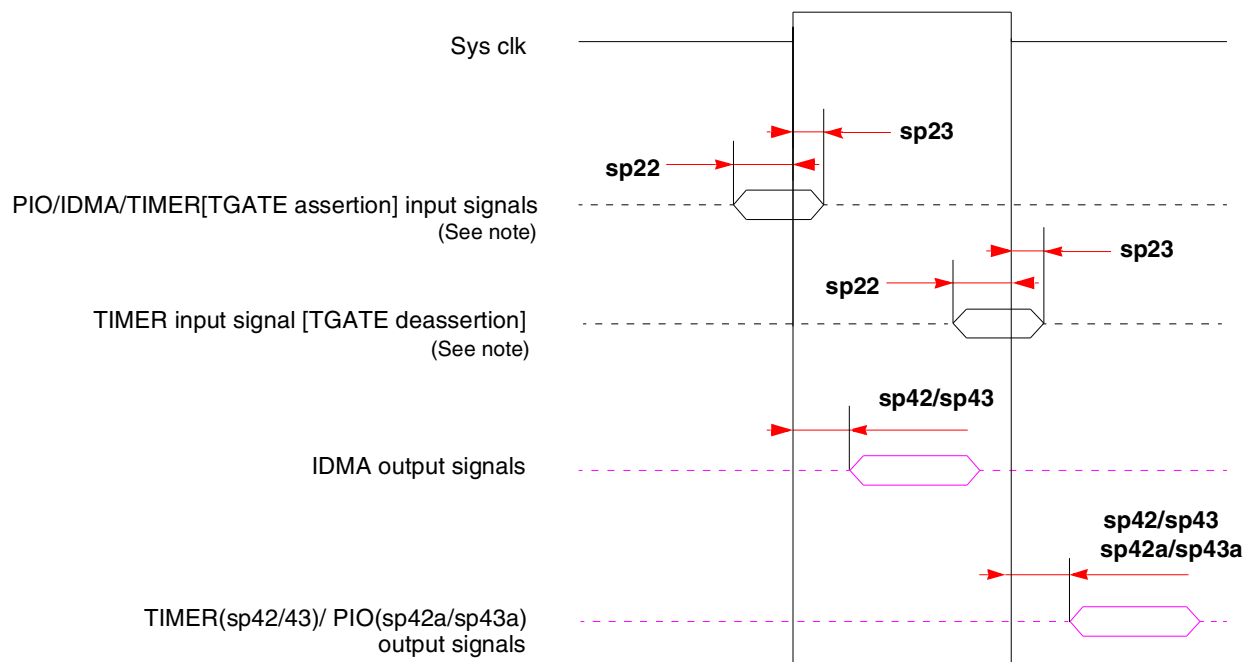 Sys clk
sp23
sp22
PIO/IDMA/TIMER[TGATE assertion] input signals
(See note)
sp23
sp22
TIMER input signal [TGATE deassertion]
(See note)
sp42/sp43
IDMA output signals
sp42/sp43
sp42a/sp43a
TIMER(sp42/43)/ PIO(sp42a/sp43a)
output signals